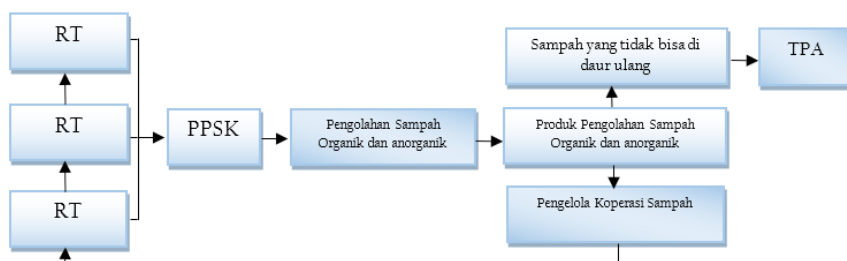 RT
RT
RT
PPSK
Pengolahan Sampah
Organik dan anorganik
Sampah yang tidak bisa di
daur ulang
Produk Pengolahan Sampah
Organik dan anorganik
Pengelola Koperasi Sampah
TPA